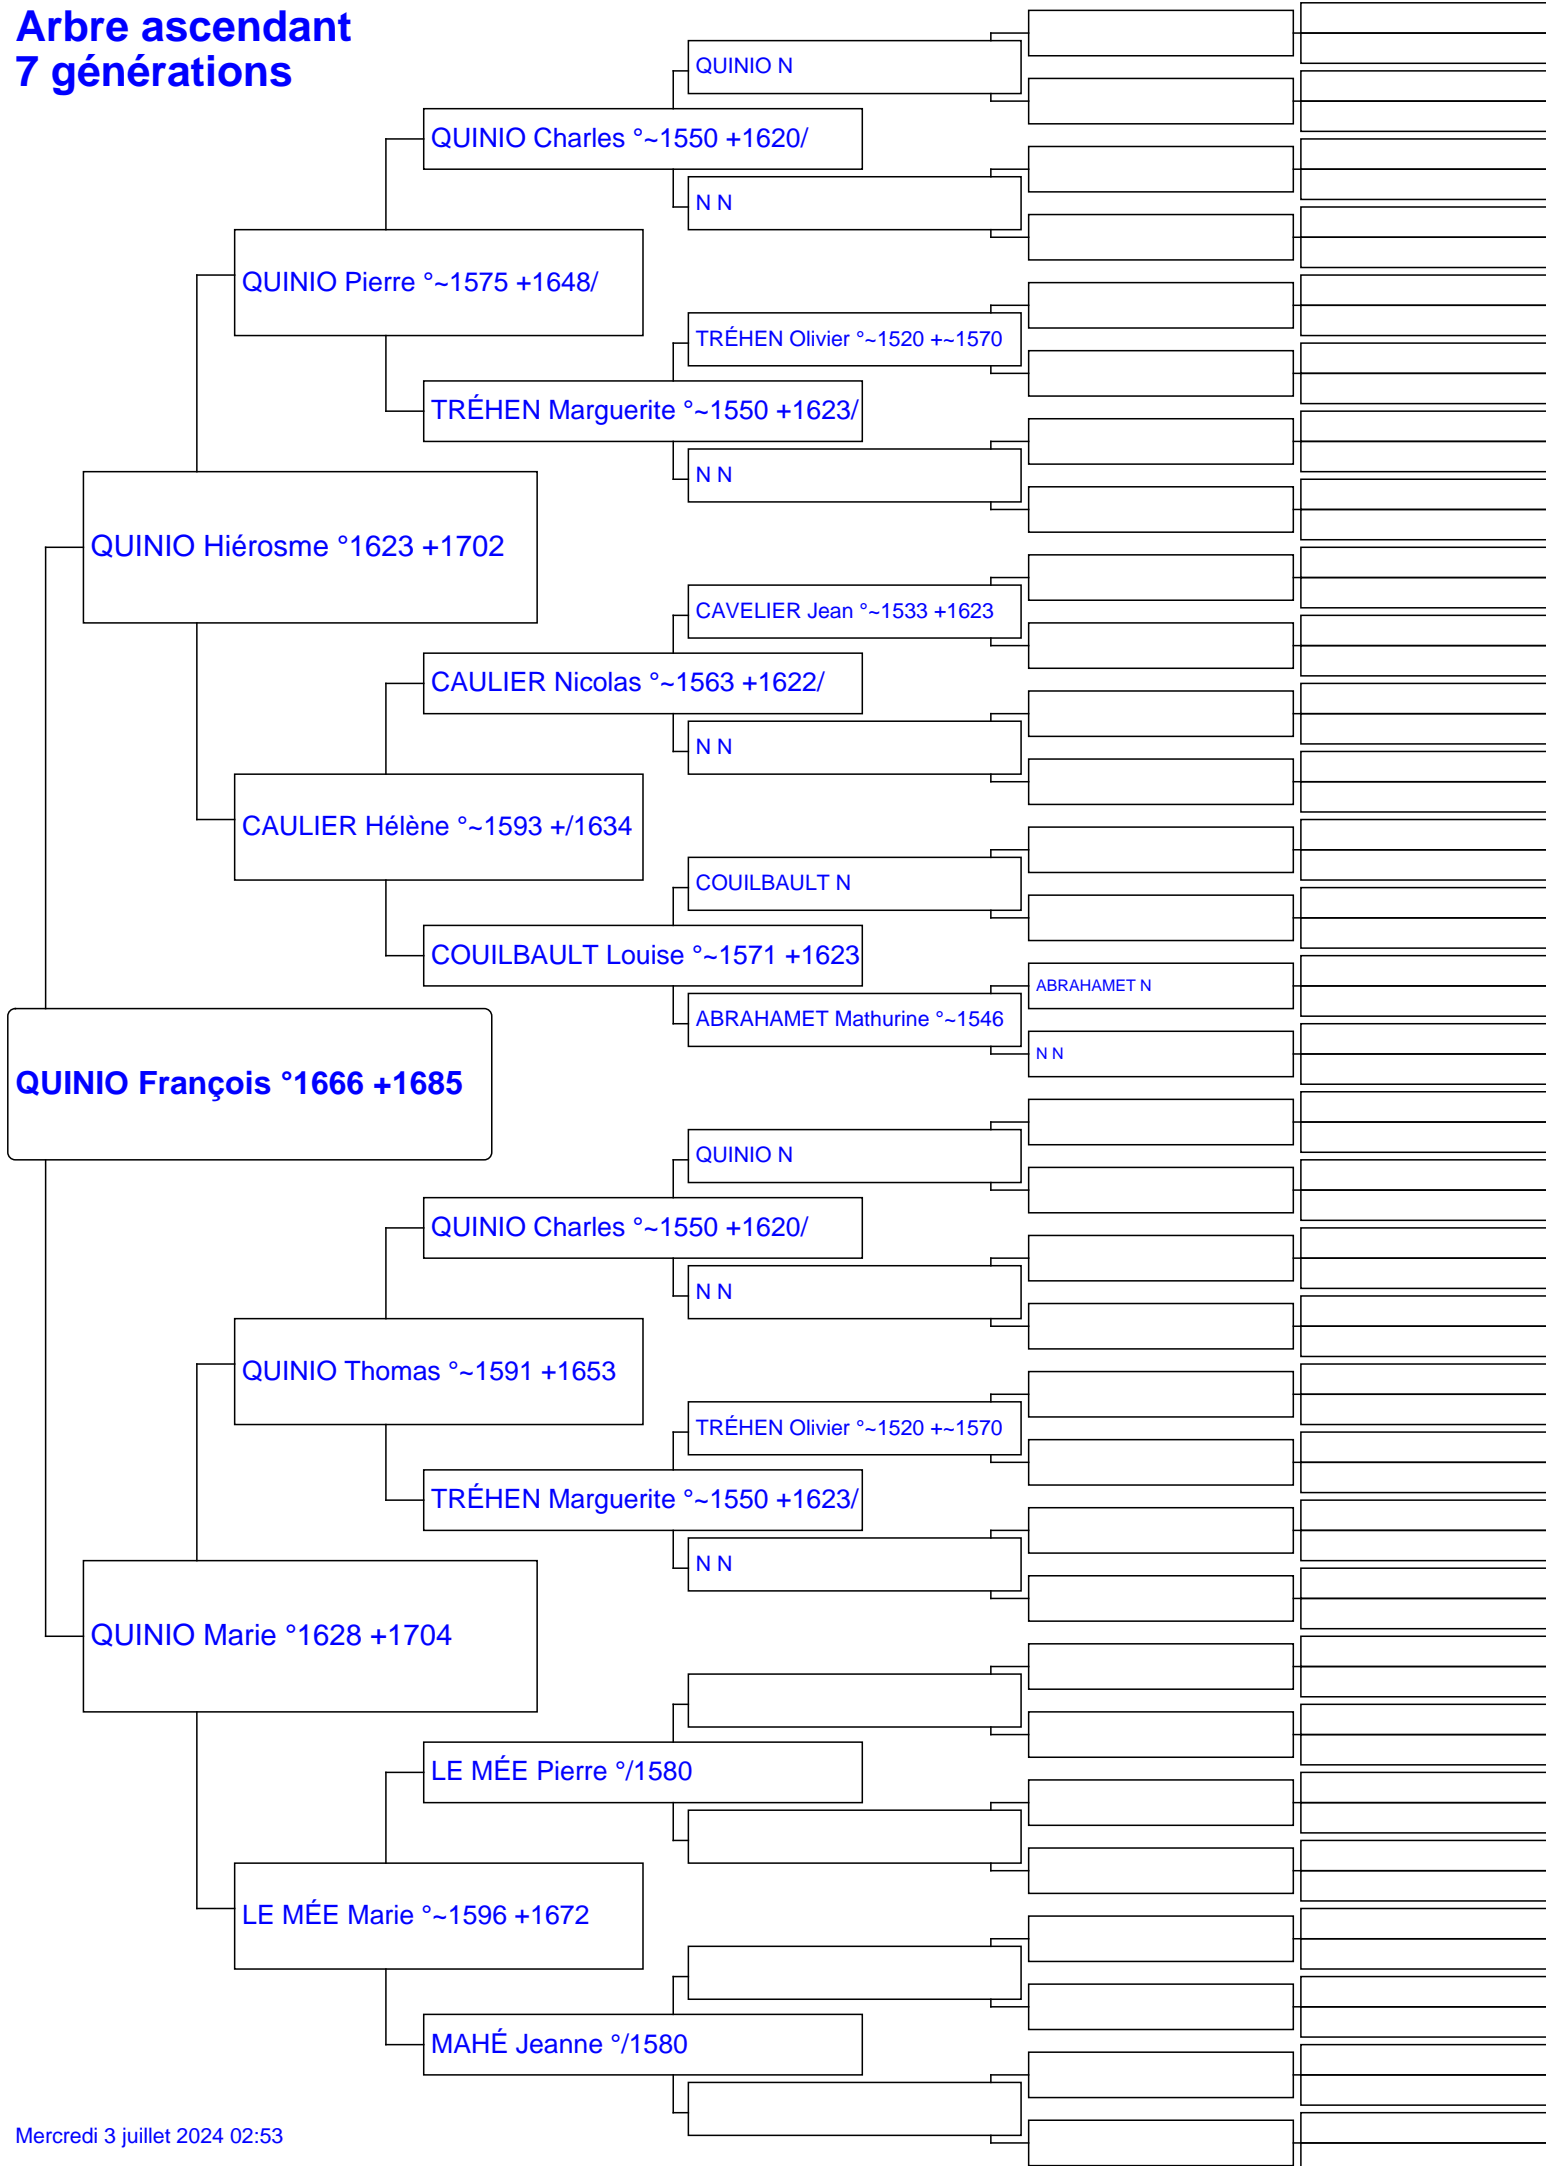 Arbre ascendant
7 générations
QUINIO N
QUINIO Charles °~1550 +1620/
N N
QUINIO Pierre °~1575 +1648/
TRÉHEN Olivier °~1520 +~1570
TRÉHEN Marguerite °~1550 +1623/
N N
QUINIO Hiérosme °1623 +1702
CAVELIER Jean °~1533 +1623
CAULIER Nicolas °~1563 +1622/
N N
CAULIER Hélène °~1593 +/1634
COUILBAULT N
COUILBAULT Louise °~1571 +1623
ABRAHAMET N
ABRAHAMET Mathurine °~1546
N N
QUINIO François °1666 +1685
QUINIO N
QUINIO Charles °~1550 +1620/
N N
QUINIO Thomas °~1591 +1653
TRÉHEN Olivier °~1520 +~1570
TRÉHEN Marguerite °~1550 +1623/
N N
QUINIO Marie °1628 +1704
LE MÉE Pierre °/1580
LE MÉE Marie °~1596 +1672
MAHÉ Jeanne °/1580
Mercredi 3 juillet 2024 02:53